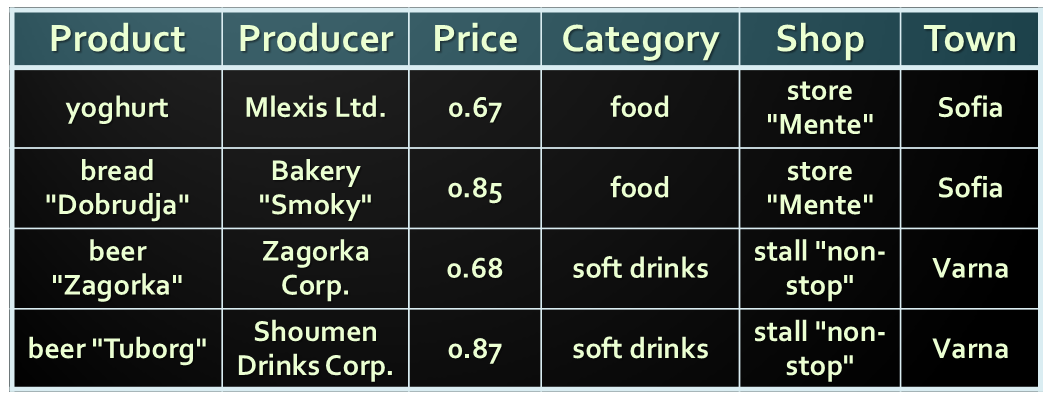 Product Producer Price Category Shop Town
yoghurt Mlexis Ltd. 0.67 food store "Mente" Sofia
bread "Dobrudja" Bakery "Smoky" 0.85 food store "Mente" Sofia
beer "Zagorka" Zagorka Corp. 0.68 soft drinks stall "non-stop" Varna
beer "Tuborg" Shoumen Drinks Corp. 0.87 soft drinks stall "non-stop" Varna